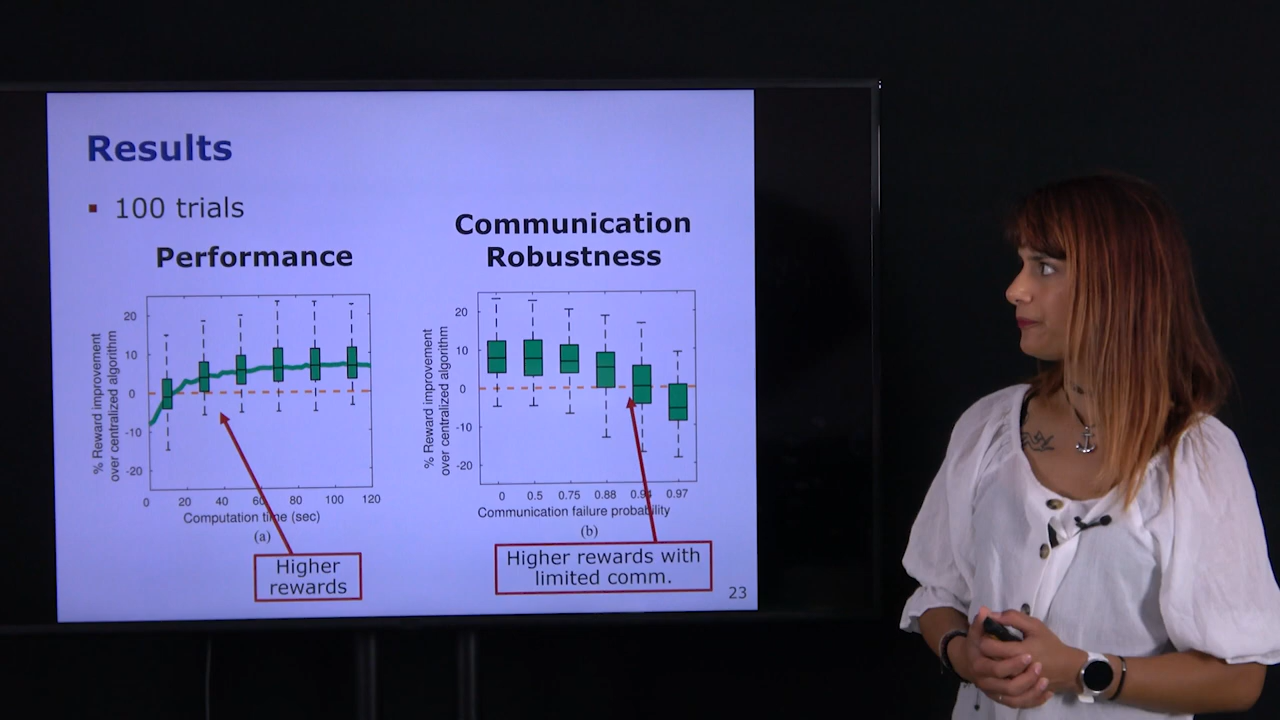 Results
▪ 100 trials
Performance
Communication
Robustness
% Reward improvement
over centralized algorithm
20
10
0
-10
-20
0 20 40 60 80 100 120
Computation time (sec)
(a)
Higher
rewards
% Reward improvement
over centralized algorithm
20
10
0
-10
-20
0 0.5 0.75 0.88 0.94 0.97
Communication failure probability
(b)
Higher rewards with
limited comm.
23